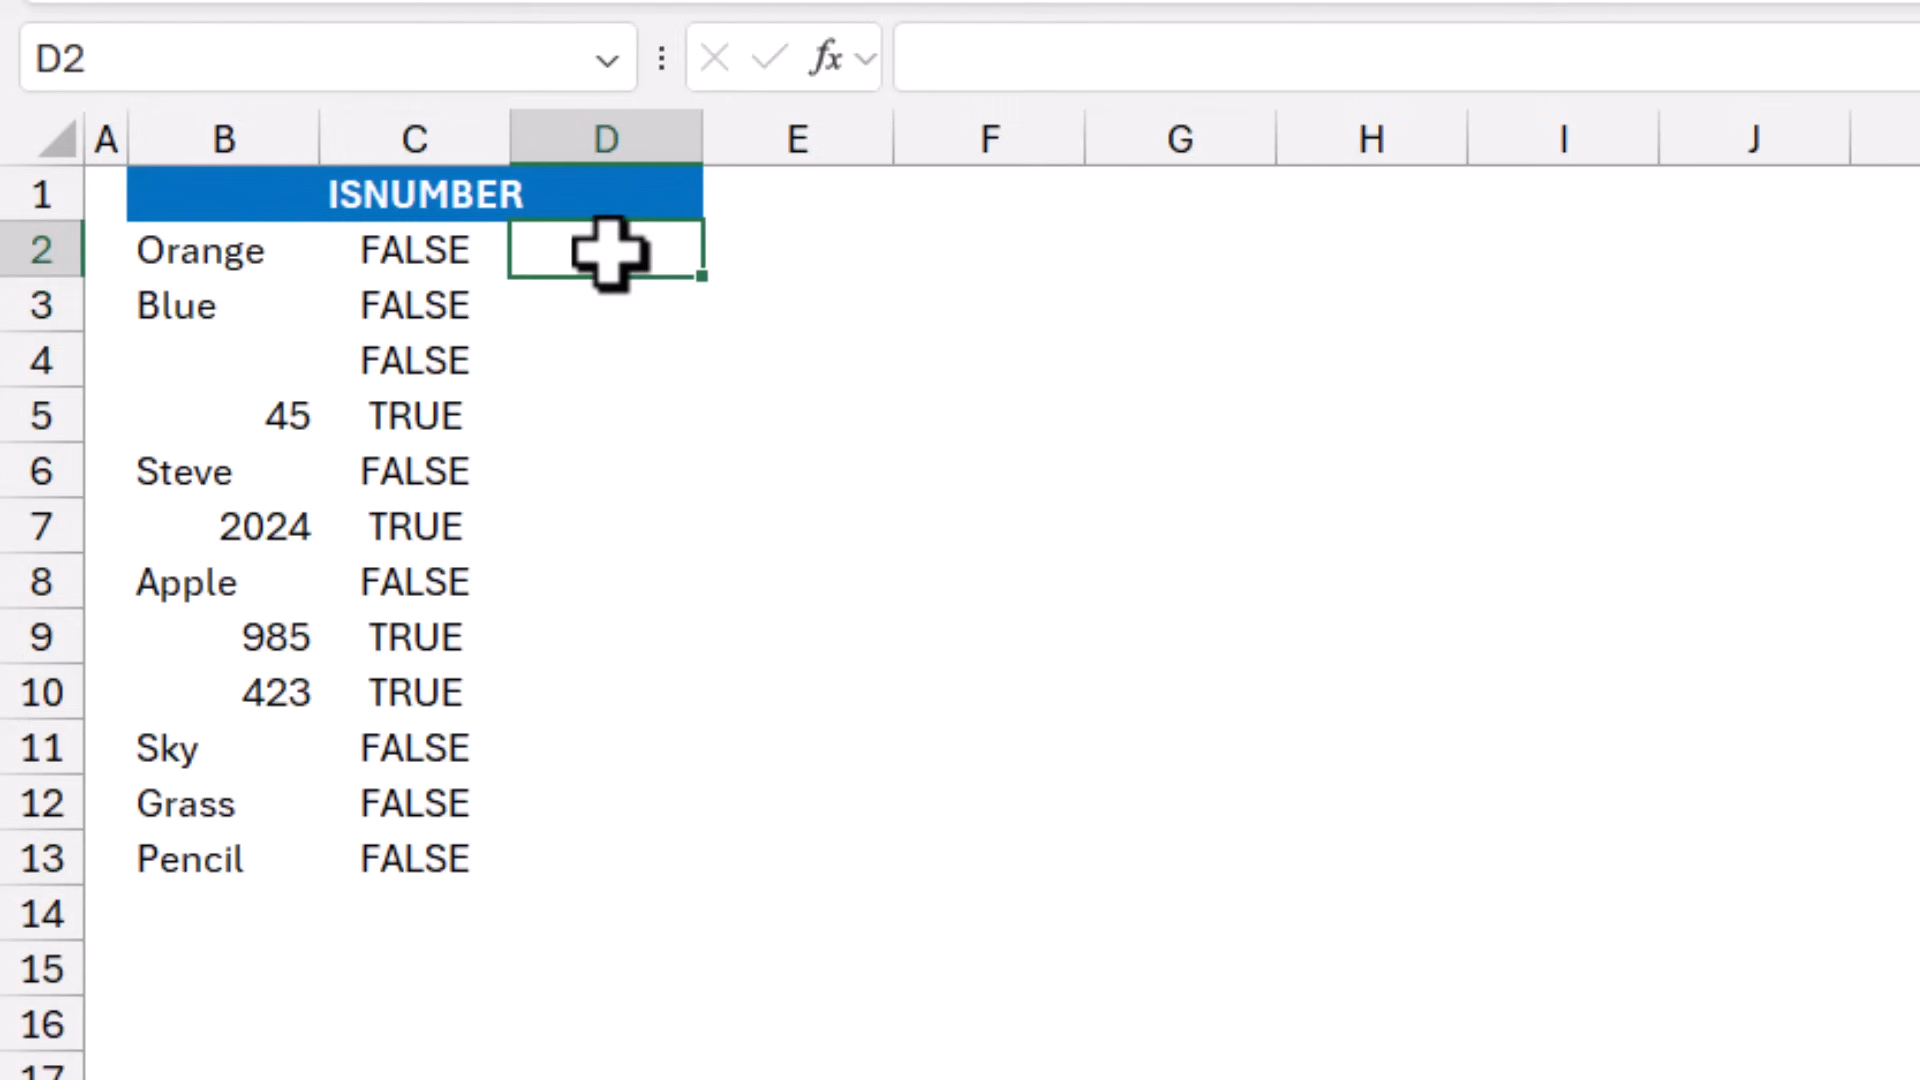 D2 fx
A B C D E F G H I J
1 ISNUMBER
2 Orange FALSE
3 Blue FALSE
4 FALSE
5 45 TRUE
6 Steve FALSE
7 2024 TRUE
8 Apple FALSE
9 985 TRUE
10 423 TRUE
11 Sky FALSE
12 Grass FALSE
13 Pencil FALSE
14
15
16
17